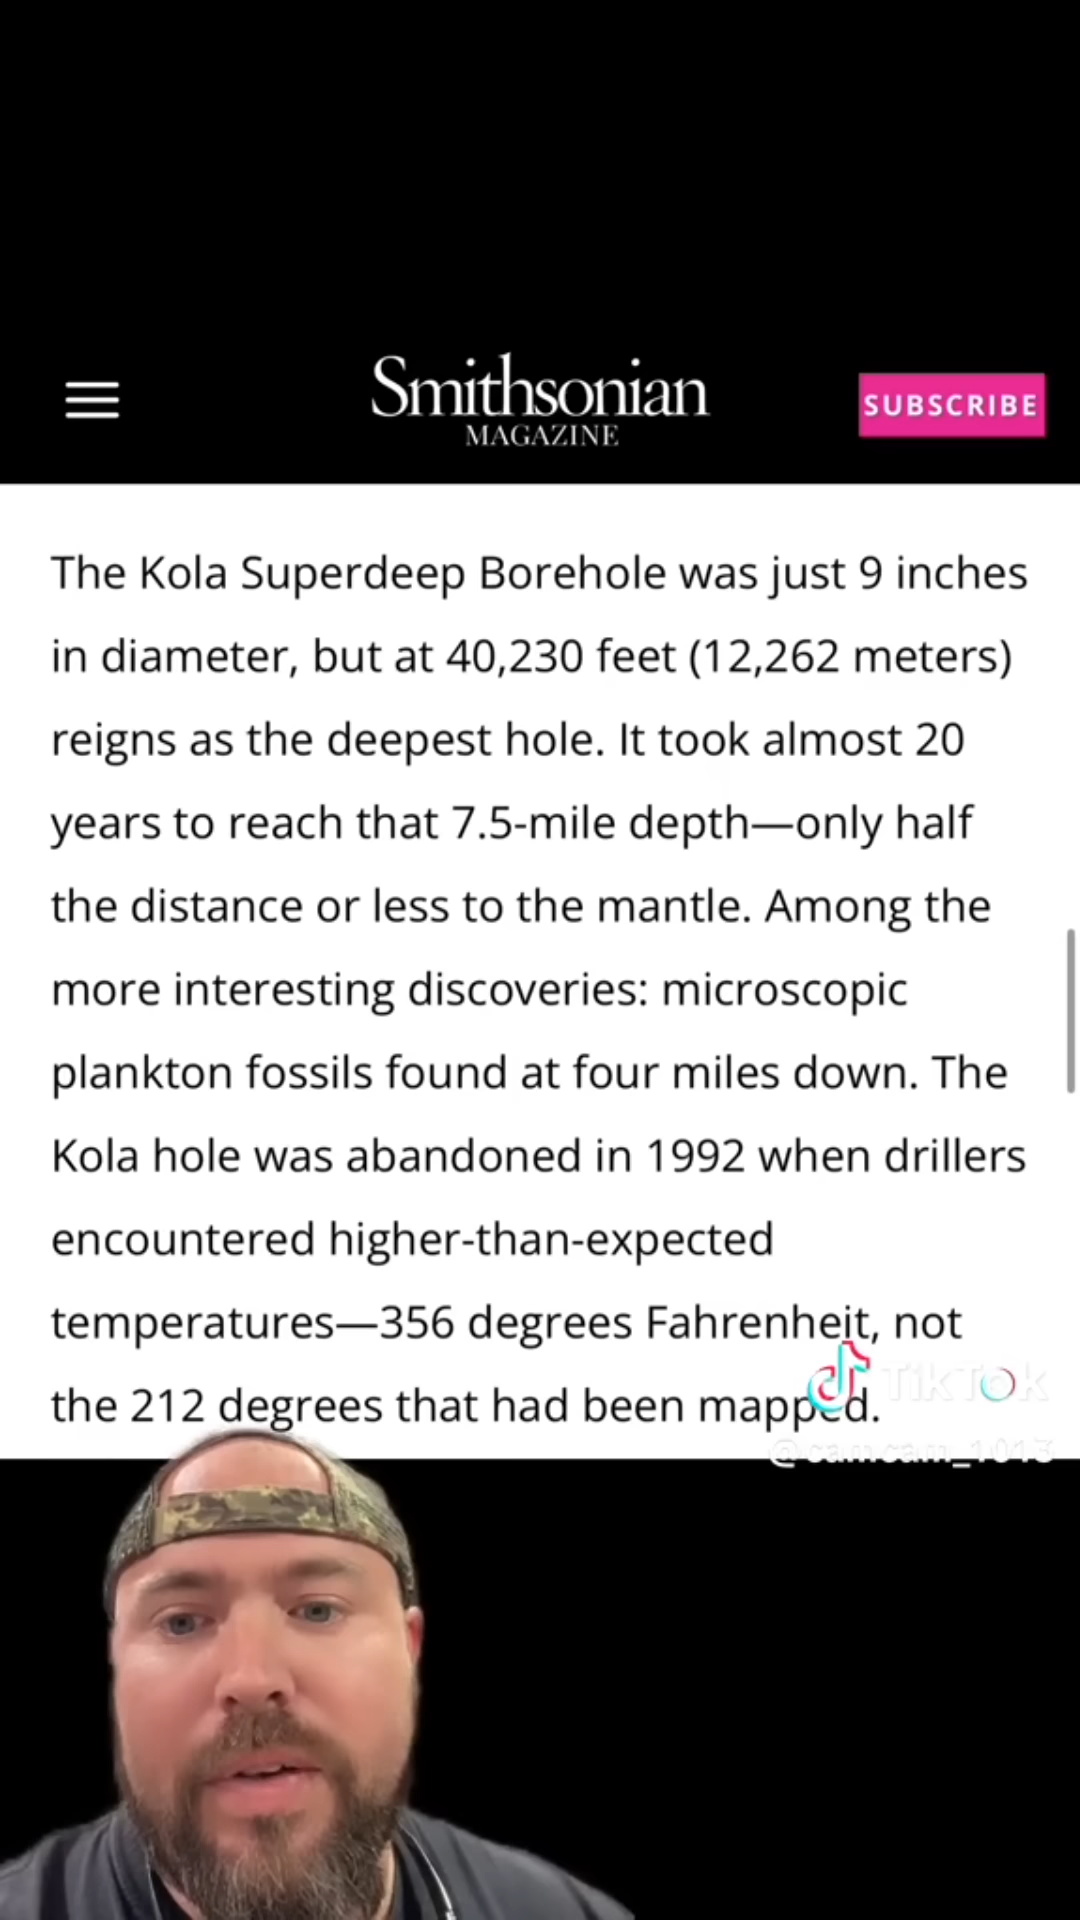 Smithsonian
MAGAZINE
SUBSCRIBE
The Kola Superdeep Borehole was just 9 inches
in diameter, but at 40,230 feet (12,262 meters)
reigns as the deepest hole. It took almost 20
years to reach that 7.5-mile depth—only half
the distance or less to the mantle. Among the
more interesting discoveries: microscopic
plankton fossils found at four miles down. The
Kola hole was abandoned in 1992 when drillers
encountered higher-than-expected
temperatures—356 degrees Fahrenheit, not
the 212 degrees that had been mapped.
TikTok
@camcam_1013